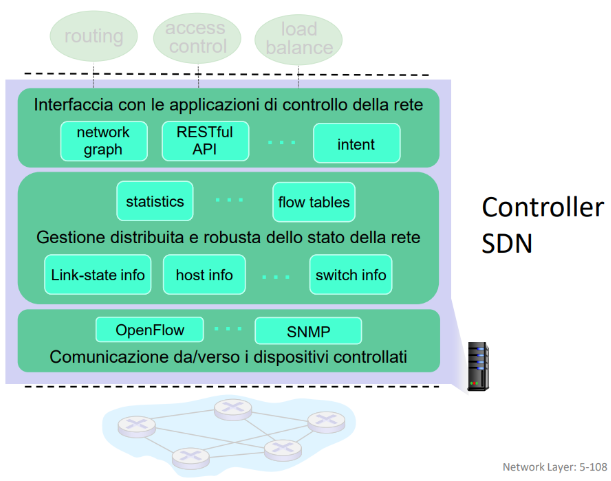 routing
access
control
load
balance
Interfaccia con le applicazioni di controllo della rete
network
graph
RESTful
API
intent
statistics
flow tables
Gestione distribuita e robusta dello stato della rete
Link-state info
host info
switch info
OpenFlow
SNMP
Comunicazione da/verso i dispositivi controllati
Controller
SDN
Network Layer: 5-108